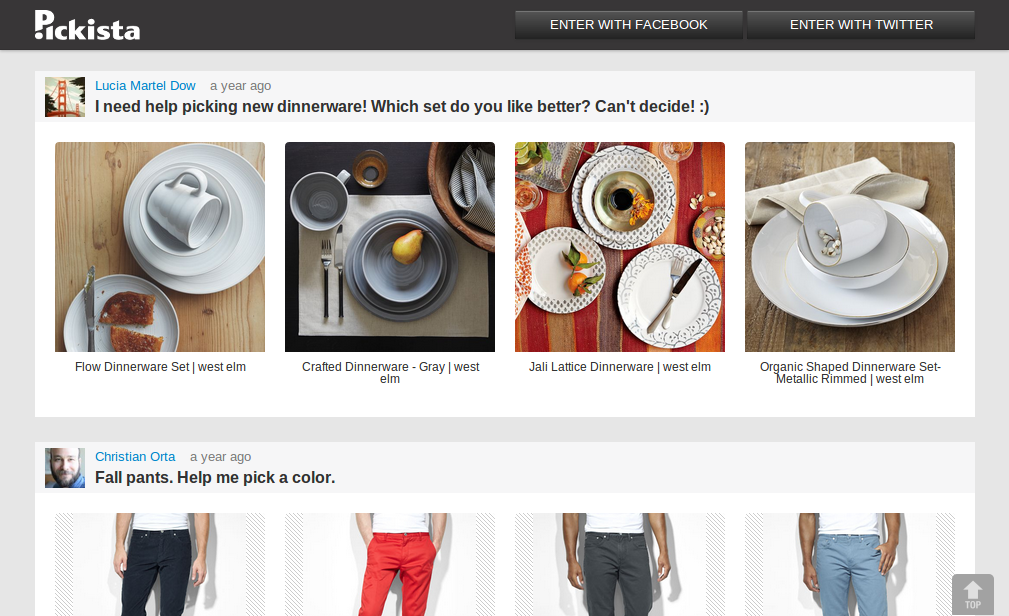 Pickista
ENTER WITH FACEBOOK
ENTER WITH TWITTER
Lucia Martel Dow a year ago
I need help picking new dinnerware! Which set do you like better? Can't decide! :)
Flow Dinnerware Set | west elm
Crafted Dinnerware - Gray | west
elm
Jali Lattice Dinnerware | west elm
Organic Shaped Dinnerware Set-
Metallic Rimmed | west elm
Christian Orta a year ago
Fall pants. Help me pick a color.
TOP